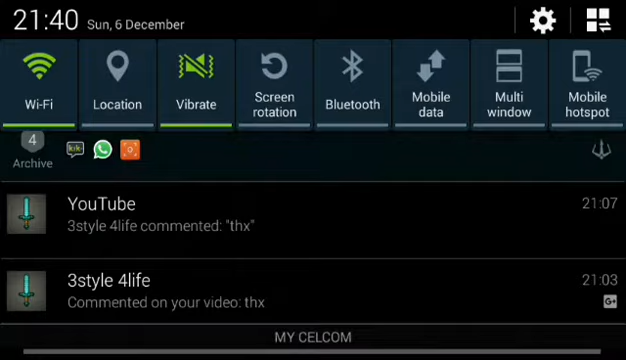 21:40 Sun, 6 December
Wi-Fi
Location
Vibrate
Screen
rotation
Bluetooth
Mobile
data
Multi
window
Mobile
hotspot
4
Archive
kik
YouTube 21:07
3style 4life commented: "thx"
3style 4life 21:03
Commented on your video: thx
G+
MY CELCOM